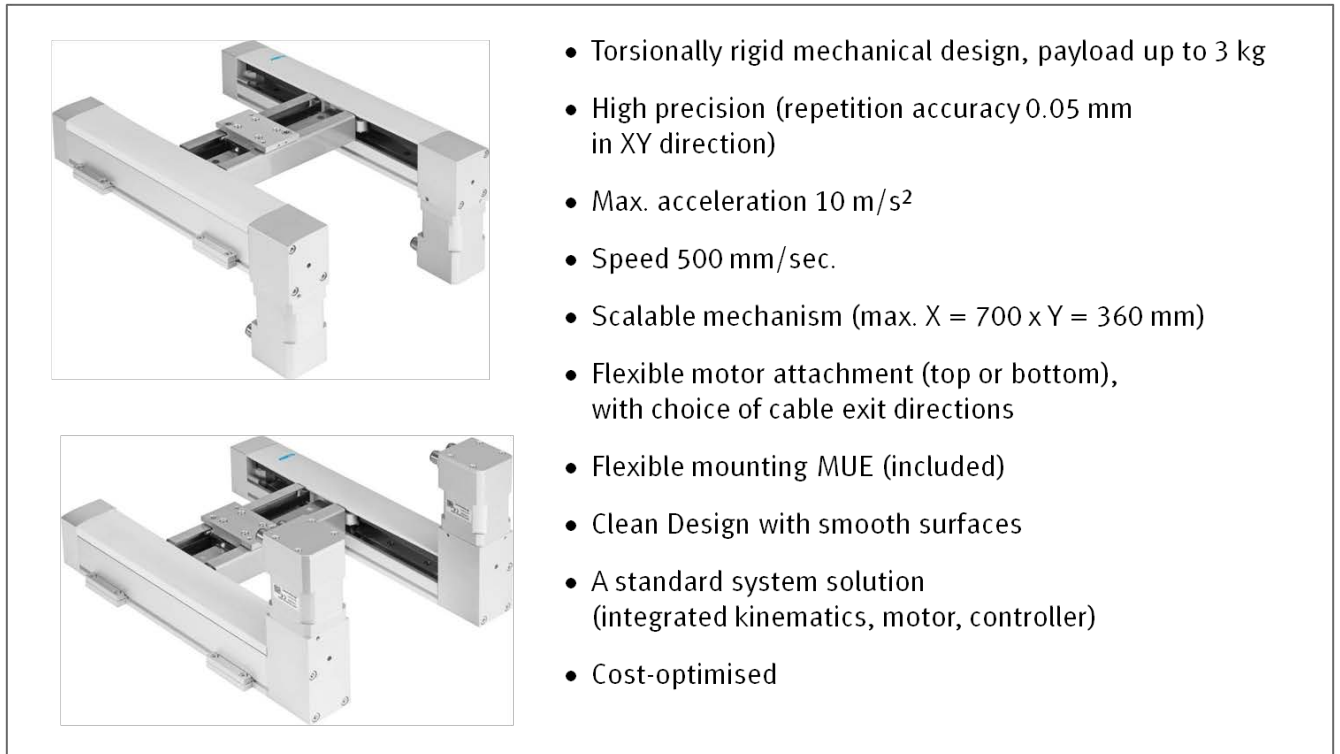 • Torsionally rigid mechanical design, payload up to 3 kg
• High precision (repetition accuracy 0.05 mm
in XY direction)
• Max. acceleration 10 m/s²
• Speed 500 mm/sec.
• Scalable mechanism (max. X = 700 x Y = 360 mm)
• Flexible motor attachment (top or bottom),
with choice of cable exit directions
• Flexible mounting MUE (included)
• Clean Design with smooth surfaces
• A standard system solution
(integrated kinematics, motor, controller)
• Cost-optimised